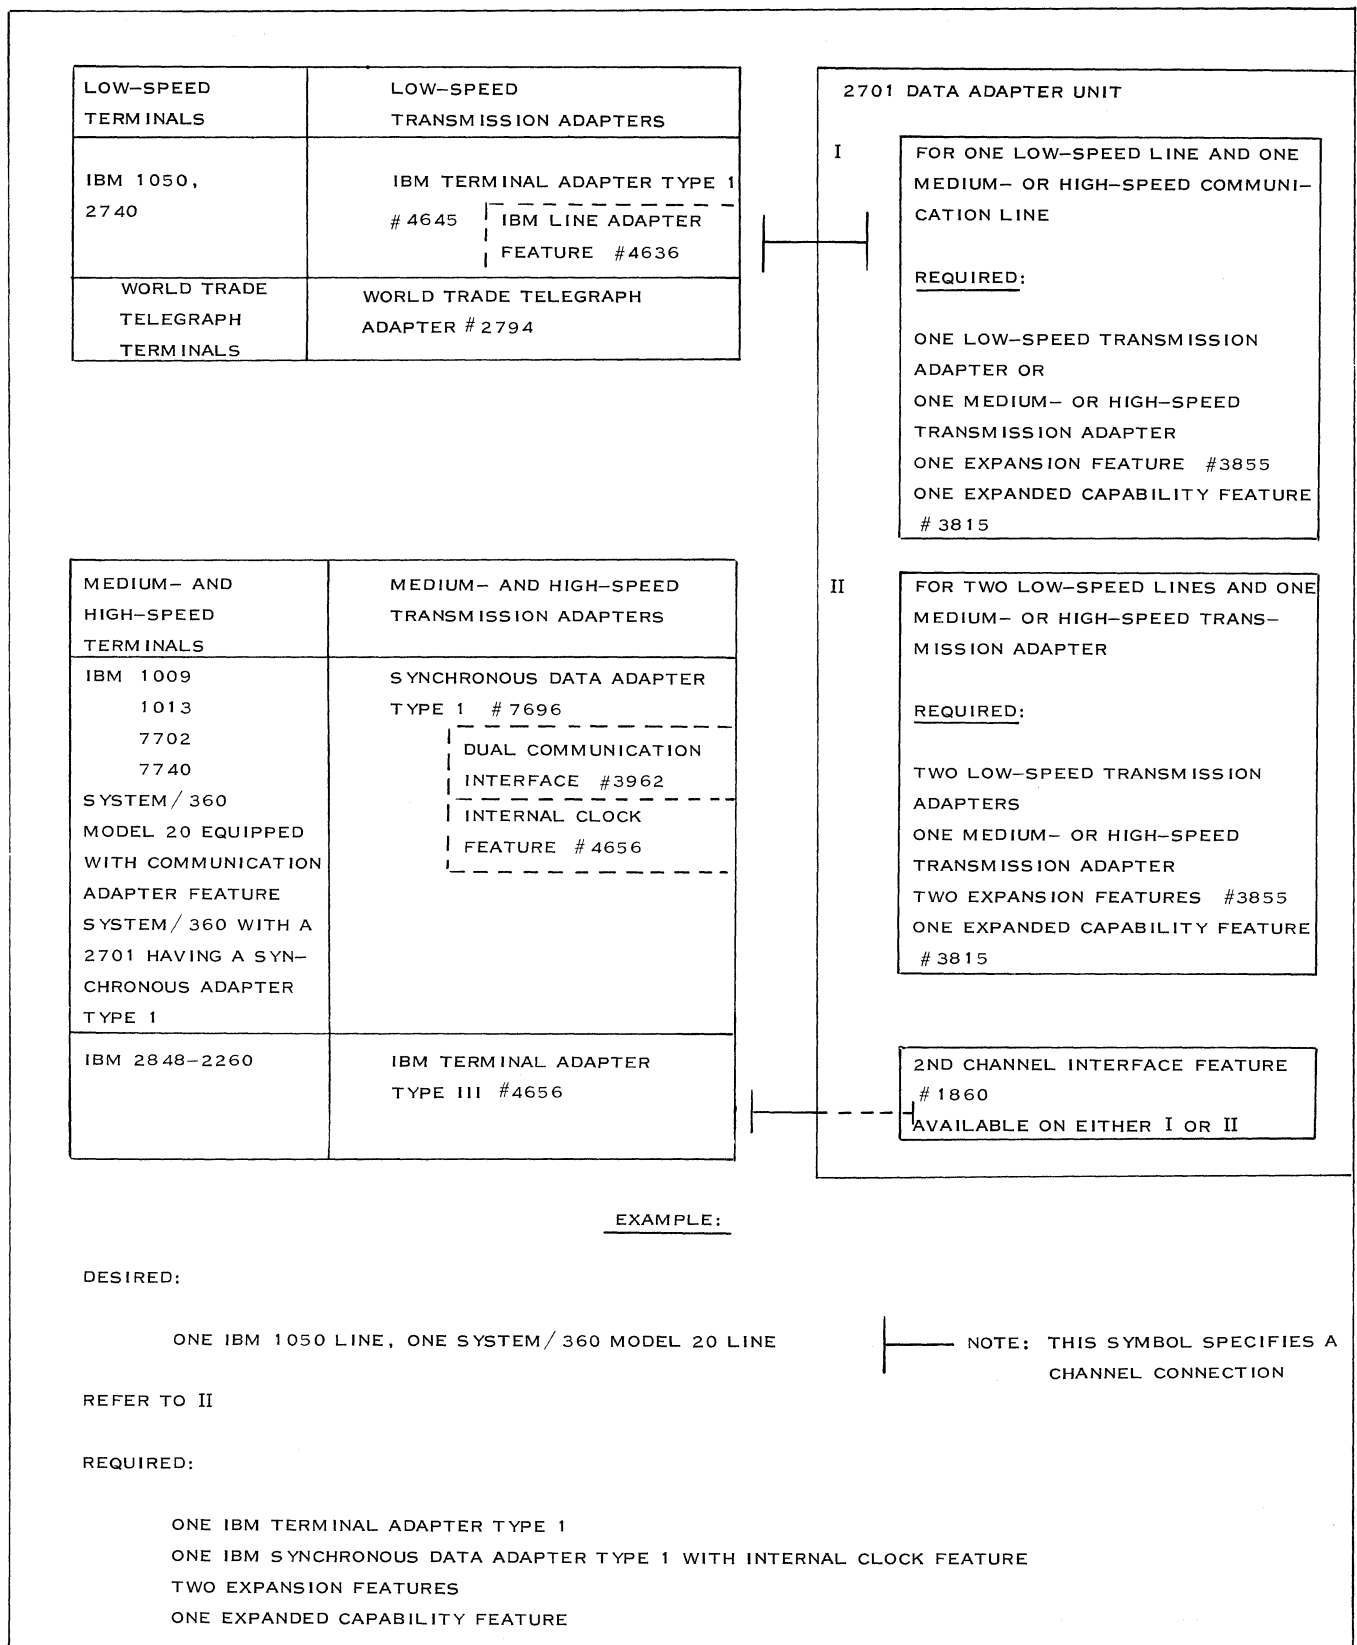 LOW-SPEED
TERMINALS
LOW-SPEED
TRANSMISSION ADAPTERS
IBM 1050,
2740
IBM TERMINAL ADAPTER TYPE 1
#4645
IBM LINE ADAPTER
FEATURE #4636
WORLD TRADE
TELEGRAPH
TERMINALS
WORLD TRADE TELEGRAPH
ADAPTER #2794
2701 DATA ADAPTER UNIT
I
FOR ONE LOW-SPEED LINE AND ONE
MEDIUM- OR HIGH-SPEED COMMUNI-
CATION LINE
REQUIRED:
ONE LOW-SPEED TRANSMISSION
ADAPTER OR
ONE MEDIUM- OR HIGH-SPEED
TRANSMISSION ADAPTER
ONE EXPANSION FEATURE #3855
ONE EXPANDED CAPABILITY FEATURE
#3815
MEDIUM- AND
HIGH-SPEED
TERMINALS
MEDIUM- AND HIGH-SPEED
TRANSMISSION ADAPTERS
IBM 1009
1013
7702
7740
SYSTEM/360
MODEL 20 EQUIPPED
WITH COMMUNICATION
ADAPTER FEATURE
SYSTEM/360 WITH A
2701 HAVING A SYN-
CHRONOUS ADAPTER
TYPE 1
SYNCHRONOUS DATA ADAPTER
TYPE 1 #7696
DUAL COMMUNICATION
INTERFACE #3962
INTERNAL CLOCK
FEATURE #4656
IBM 2848-2260
IBM TERMINAL ADAPTER
TYPE III #4656
II
FOR TWO LOW-SPEED LINES AND ONE
MEDIUM- OR HIGH-SPEED TRANS-
MISSION ADAPTER
REQUIRED:
TWO LOW-SPEED TRANSMISSION
ADAPTERS
ONE MEDIUM- OR HIGH-SPEED
TRANSMISSION ADAPTER
TWO EXPANSION FEATURES #3855
ONE EXPANDED CAPABILITY FEATURE
#3815
2ND CHANNEL INTERFACE FEATURE
#1860
AVAILABLE ON EITHER I OR II
EXAMPLE:
DESIRED:
ONE IBM 1050 LINE, ONE SYSTEM/360 MODEL 20 LINE
NOTE: THIS SYMBOL SPECIFIES A
CHANNEL CONNECTION
REFER TO II
REQUIRED:
ONE IBM TERMINAL ADAPTER TYPE 1
ONE IBM SYNCHRONOUS DATA ADAPTER TYPE 1 WITH INTERNAL CLOCK FEATURE
TWO EXPANSION FEATURES
ONE EXPANDED CAPABILITY FEATURE